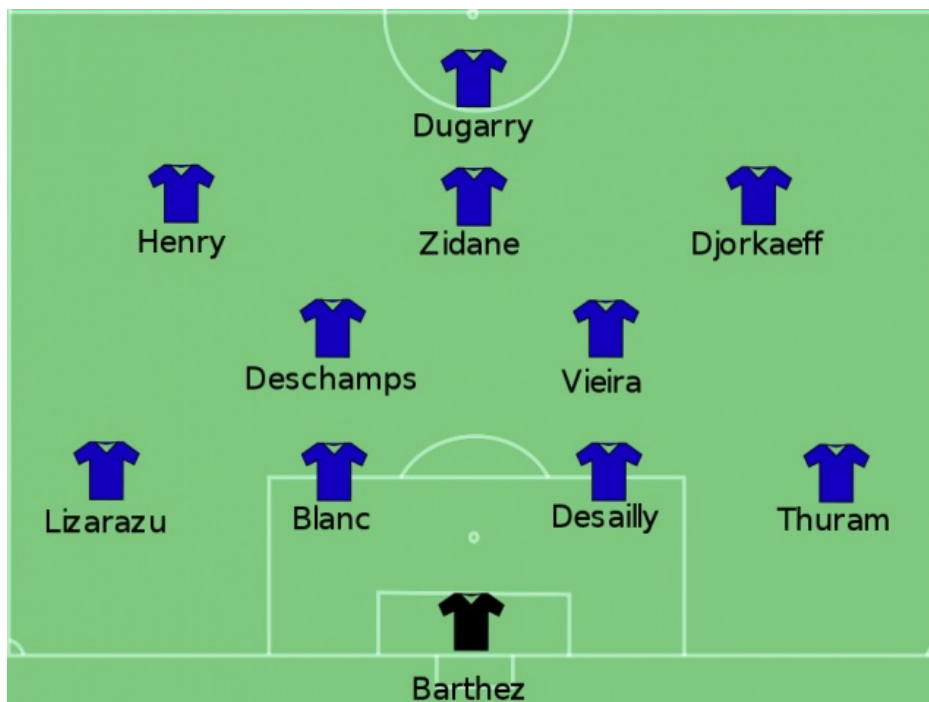 Dugarry
Henry Zidane Djorkaeff
Deschamps Vieira
Lizarazu Blanc Desailly Thuram
Barthez